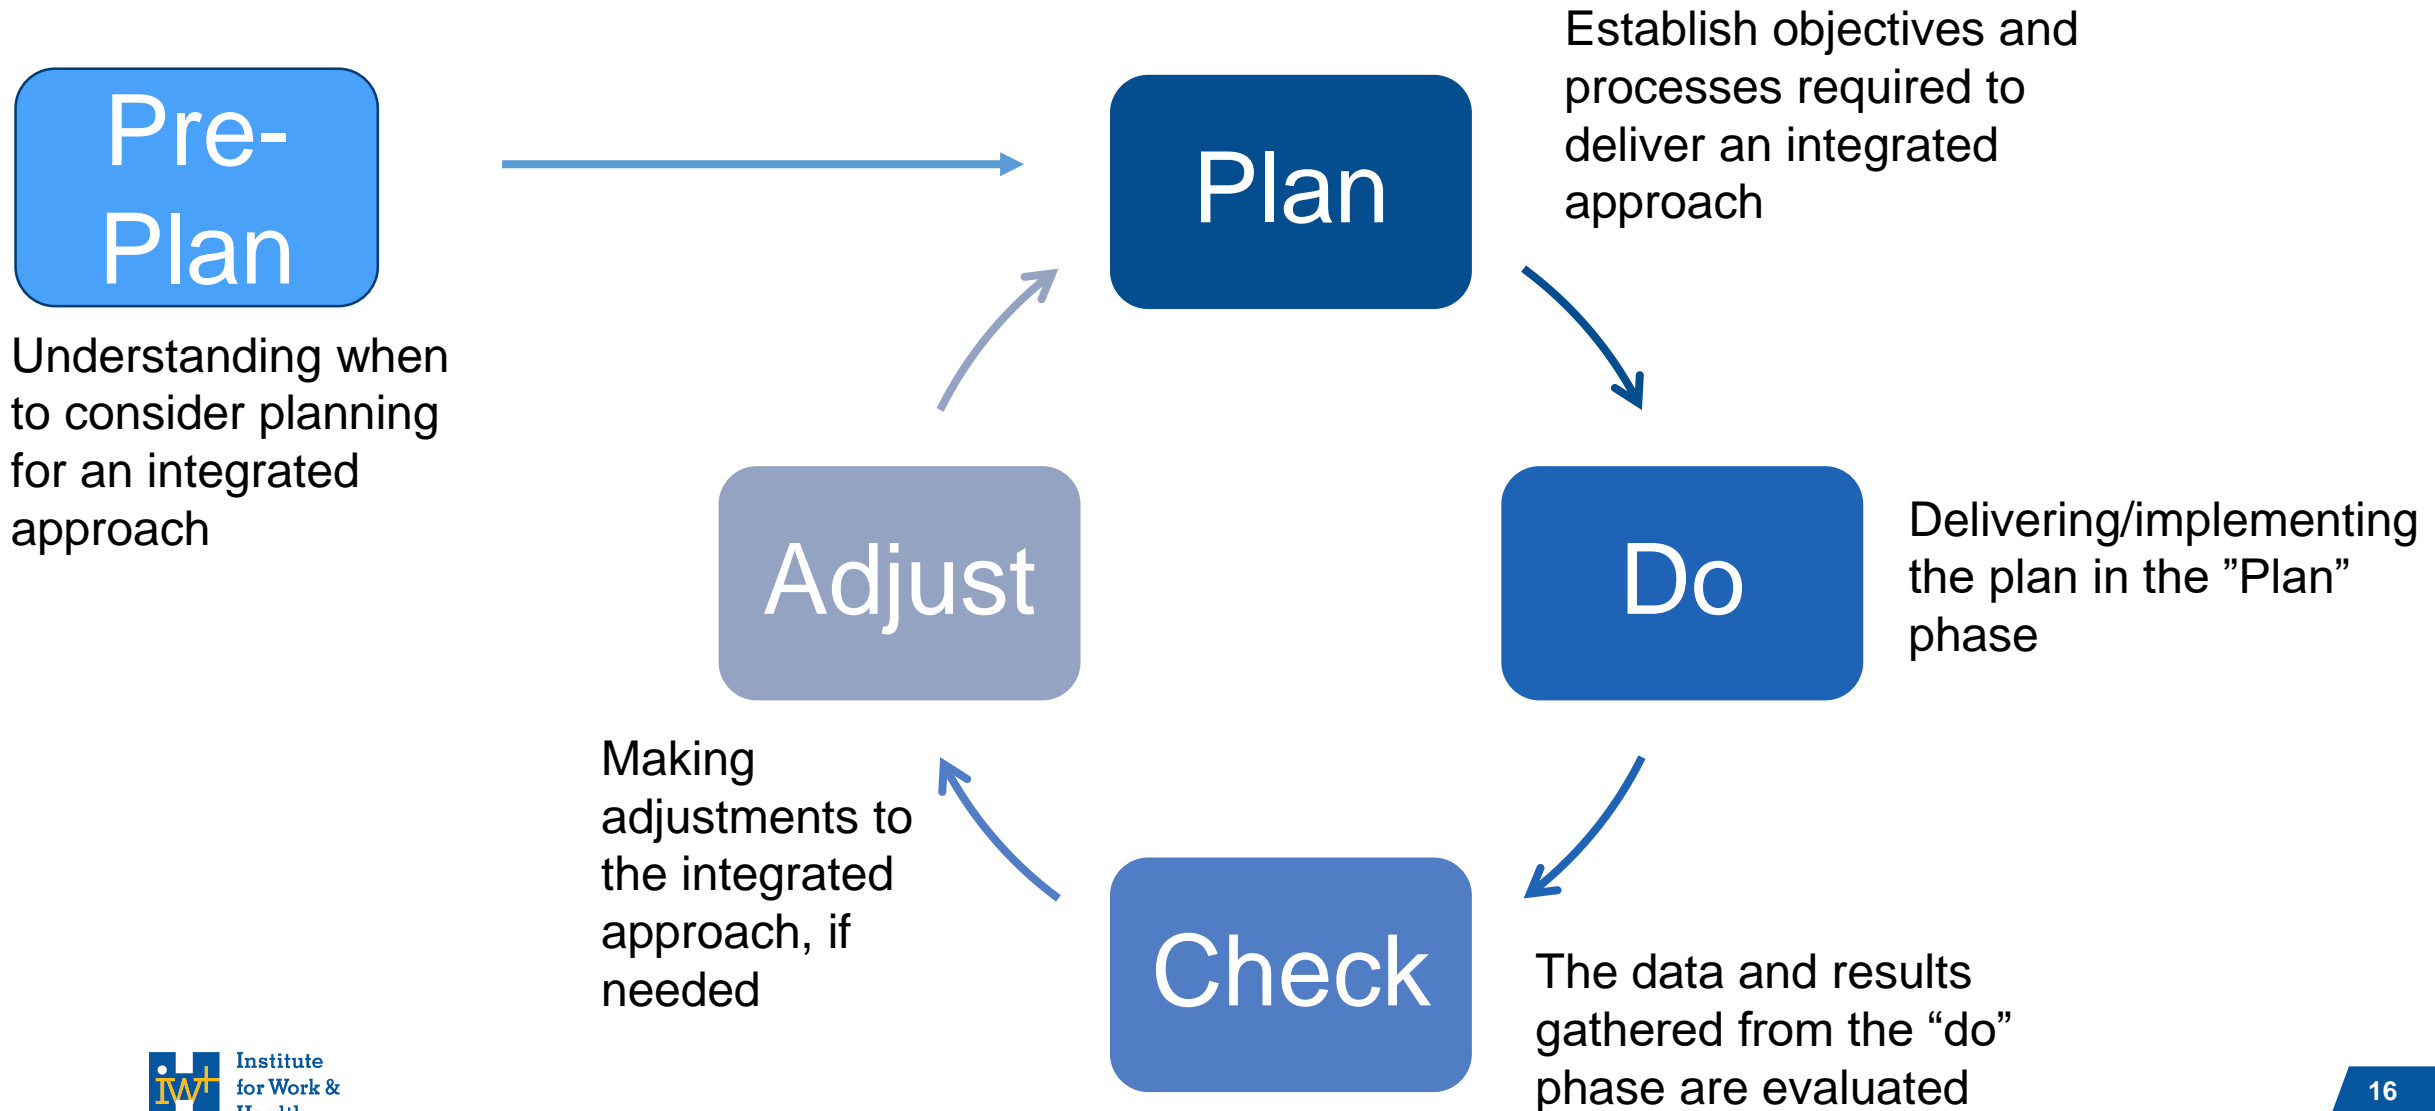 Pre-
Plan
Understanding when
to consider planning
for an integrated
approach
Plan
Establish objectives and
processes required to
deliver an integrated
approach
Do
Delivering/implementing
the plan in the ”Plan”
phase
Check
The data and results
gathered from the “do”
phase are evaluated
Adjust
Making
adjustments to
the integrated
approach, if
needed
iwh
Institute
for Work &
Health
16